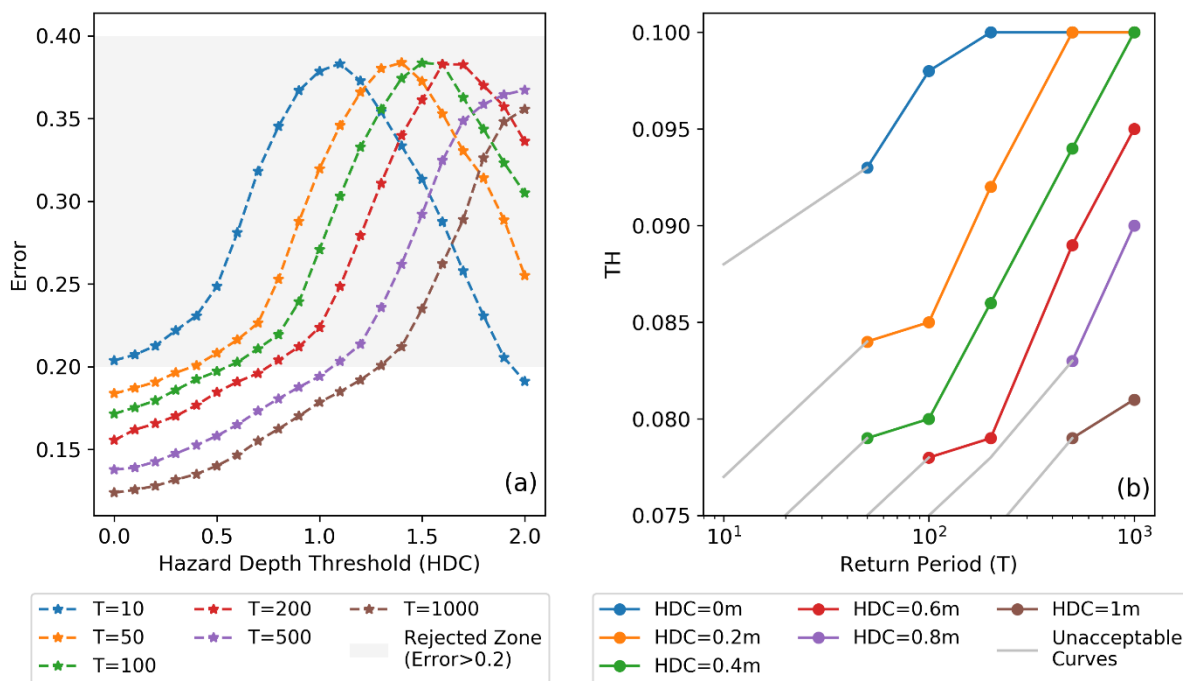 0.40
0.35
0.30
0.25
0.20
0.15
Error
0.0 0.5 1.0 1.5 2.0
Hazard Depth Threshold (HDC)
(a)
T=10 T=200 T=1000
T=50 T=500 Rejected Zone
T=100 (Error>0.2)
0.100
0.095
0.090
0.085
0.080
0.075
TH
10¹ 10² 10³
Return Period (T)
(b)
HDC=0m HDC=0.6m HDC=1m
HDC=0.2m HDC=0.8m Unacceptable
HDC=0.4m Curves